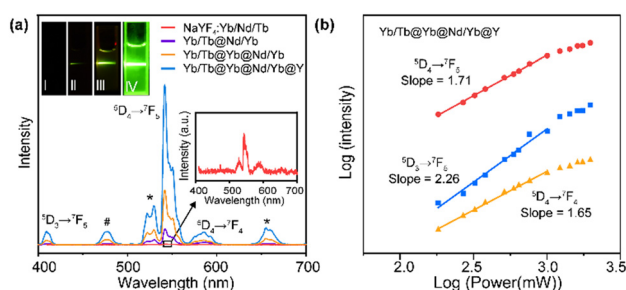 (a)
I
II
III
IV
NaYF₄:Yb/Nd/Tb
Yb/Tb@Nd/Yb
Yb/Tb@Yb@Nd/Yb
Yb/Tb@Yb@Nd/Yb@Y
⁵D₄→⁷F₅
Intensity
Intensity (a.u.)
400 500 600 700
Wavelength (nm)
⁵D₃→⁷F₅
#
*
⁵D₄→⁷F₄
*
400 500 600 700
Wavelength (nm)
(b)
Yb/Tb@Yb@Nd/Yb@Y
⁵D₄→⁷F₅
Slope = 1.71
Log (intensity)
⁵D₃→⁷F₆
Slope = 2.26
⁵D₄→⁷F₄
Slope = 1.65
2.0 2.5 3.0 3.5
Log (Power(mW))